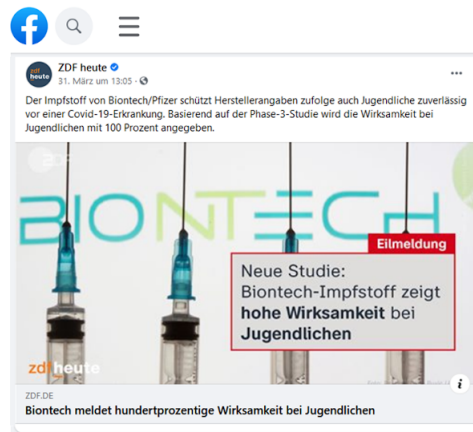 zdf
heute
ZDF heute
31. März um 13:05 ·
Der Impfstoff von Biontech/Pfizer schützt Herstellerangaben zufolge auch Jugendliche zuverlässig
vor einer Covid-19-Erkrankung. Basierend auf der Phase-3-Studie wird die Wirksamkeit bei
Jugendlichen mit 100 Prozent angegeben.
ZDF
BIONTECH
Eilmeldung
Neue Studie:
Biontech-Impfstoff zeigt
hohe Wirksamkeit bei
Jugendlichen
zdfheute
ZDF.DE
Biontech meldet hundertprozentige Wirksamkeit bei Jugendlichen